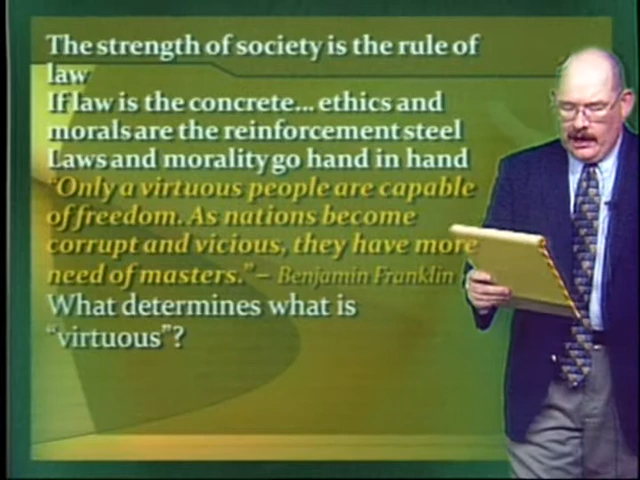 The strength of society is the rule of
law
If law is the concrete... ethics and
morals are the reinforcement steel
Laws and morality go hand in hand
"Only a virtuous people are capable
of freedom. As nations become
corrupt and vicious, they have more
need of masters." – Benjamin Franklin
What determines what is
"virtuous"?